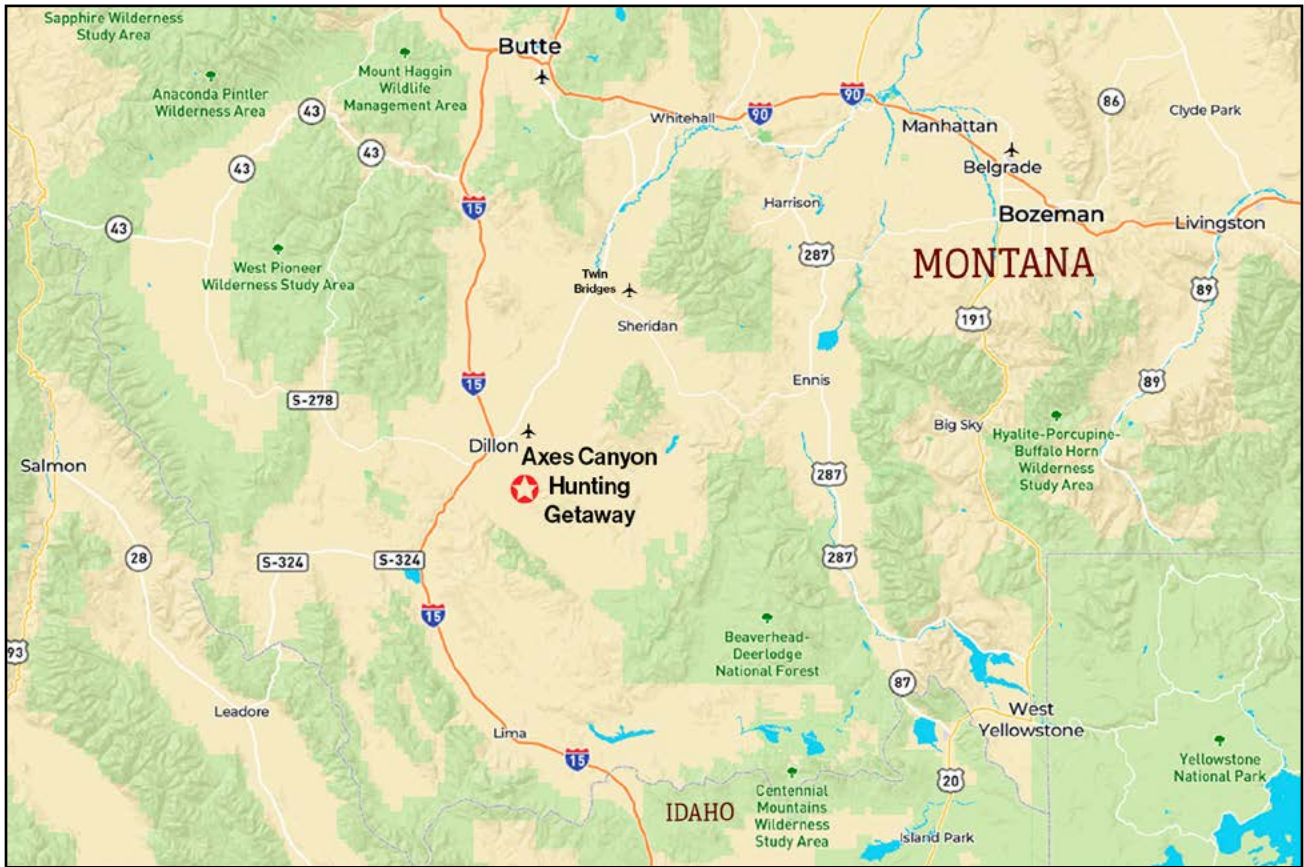 Sapphire Wilderness
Study Area
Butte
Mount Haggin
Wildlife
Management Area
Anaconda Pintler
Wilderness Area
43
90
90
86
Clyde Park
Whitehall
Manhattan
Belgrade
43
43
Bozeman
Livingston
Harrison
15
43
287
MONTANA
West Pioneer
Wilderness Study Area
Twin
Bridges
89
Sheridan
191
15
Ennis
89
S-278
Big Sky
Hyalite-Porcupine-
Buffalo Horn
Wilderness
Study Area
Dillon
Axes Canyon
Hunting
Getaway
Salmon
287
28
S-324
S-324
287
15
93
Beaverhead-
Deerlodge
National Forest
87
Leadore
West
Yellowstone
Lima
15
Yellowstone
National Park
20
Centennial
Mountains
Wilderness
Study Area
IDAHO
Island Park